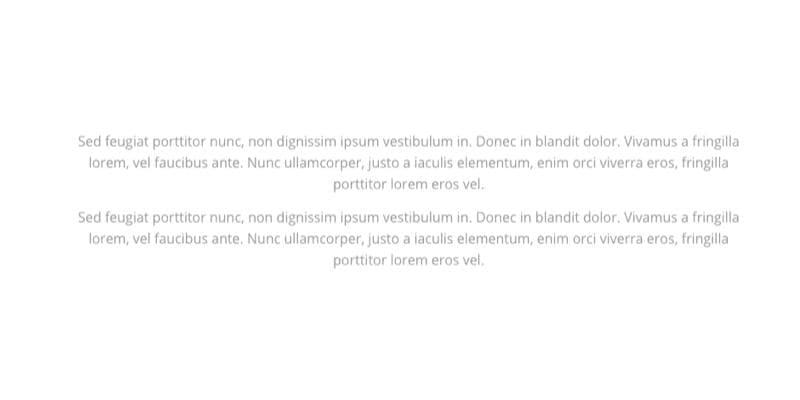 Sed feugiat porttitor nunc, non dignissim ipsum vestibulum in. Donec in blandit dolor. Vivamus a fringilla
lorem, vel faucibus ante. Nunc ullamcorper, justo a iaculis elementum, enim orci viverra eros, fringilla
porttitor lorem eros vel.
Sed feugiat porttitor nunc, non dignissim ipsum vestibulum in. Donec in blandit dolor. Vivamus a fringilla
lorem, vel faucibus ante. Nunc ullamcorper, justo a iaculis elementum, enim orci viverra eros, fringilla
porttitor lorem eros vel.